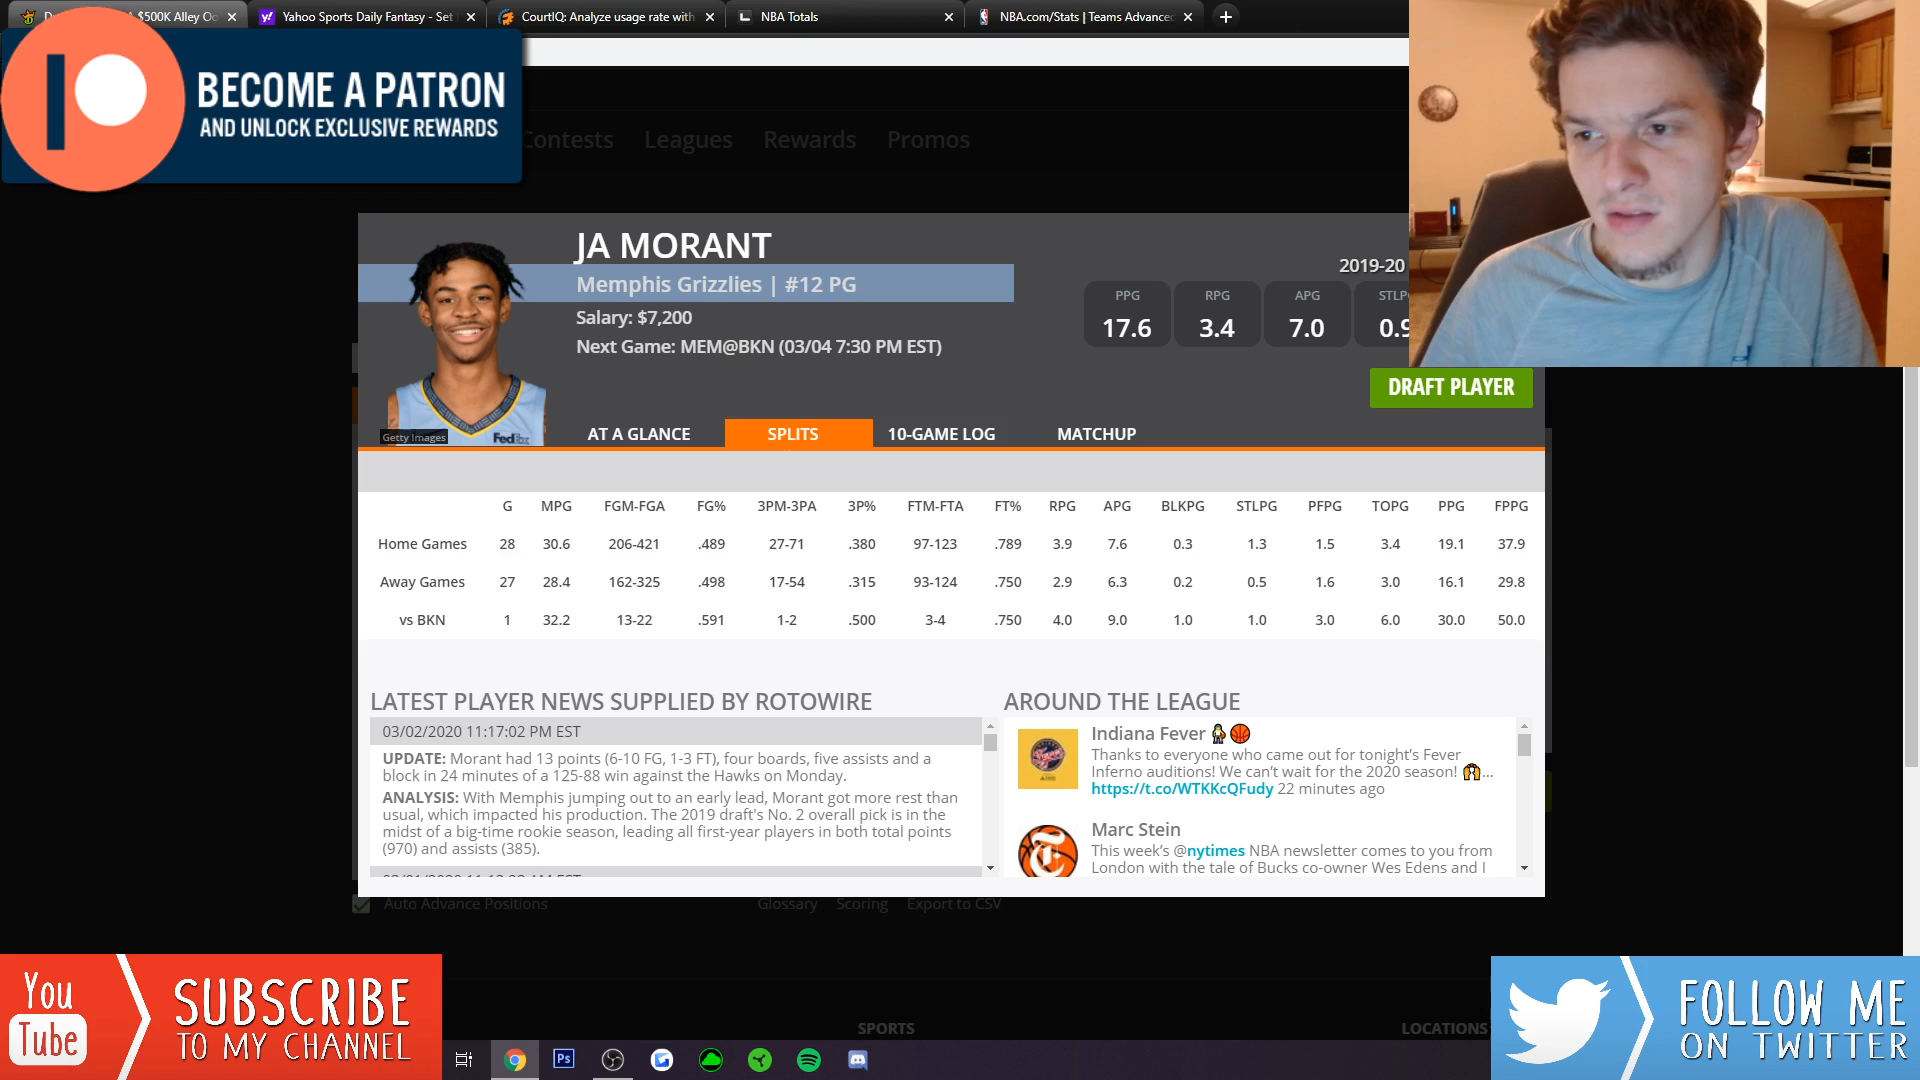 $500K Alley Oo
Yahoo Sports Daily Fantasy - Set
CourtIQ: Analyze usage rate with
NBA Totals
NBA.com/Stats | Teams Advanced
BECOME A PATRON
AND UNLOCK EXCLUSIVE REWARDS
Contests Leagues Rewards Promos
JA MORANT
Memphis Grizzlies | #12 PG
Salary: $7,200
Next Game: MEM@BKN (03/04 7:30 PM EST)
2019-20
PPG RPG APG STLPG
17.6 3.4 7.0 0.9
DRAFT PLAYER
Getty Images
FedEx
AT A GLANCE SPLITS 10-GAME LOG MATCHUP
G MPG FGM-FGA FG% 3PM-3PA 3P% FTM-FTA FT% RPG APG BLKPG STLPG PFPG TOPG PPG FPPG
Home Games 28 30.6 206-421 .489 27-71 .380 97-123 .789 3.9 7.6 0.3 1.3 1.5 3.4 19.1 37.9
Away Games 27 28.4 162-325 .498 17-54 .315 93-124 .750 2.9 6.3 0.2 0.5 1.6 3.0 16.1 29.8
vs BKN 1 32.2 13-22 .591 1-2 .500 3-4 .750 4.0 9.0 1.0 1.0 3.0 6.0 30.0 50.0
LATEST PLAYER NEWS SUPPLIED BY ROTOWIRE
03/02/2020 11:17:02 PM EST
UPDATE: Morant had 13 points (6-10 FG, 1-3 FT), four boards, five assists and a
block in 24 minutes of a 125-88 win against the Hawks on Monday.
ANALYSIS: With Memphis jumping out to an early lead, Morant got more rest than
usual, which impacted his production. The 2019 draft's No. 2 overall pick is in the
midst of a big-time rookie season, leading all first-year players in both total points
(970) and assists (385).
AROUND THE LEAGUE
Indiana Fever
Thanks to everyone who came out for tonight's Fever
Inferno auditions! We can't wait for the 2020 season! ...
https://t.co/WTKKcQFudy 22 minutes ago
Marc Stein
This week's @nytimes NBA newsletter comes to you from
London with the tale of Bucks co-owner Wes Edens and I
Auto Advance Positions
Glossary Scoring Export to CSV
SPORTS
LOCATIONS
You
Tube
SUBSCRIBE
TO MY CHANNEL
Ps
FOLLOW ME
ON TWITTER